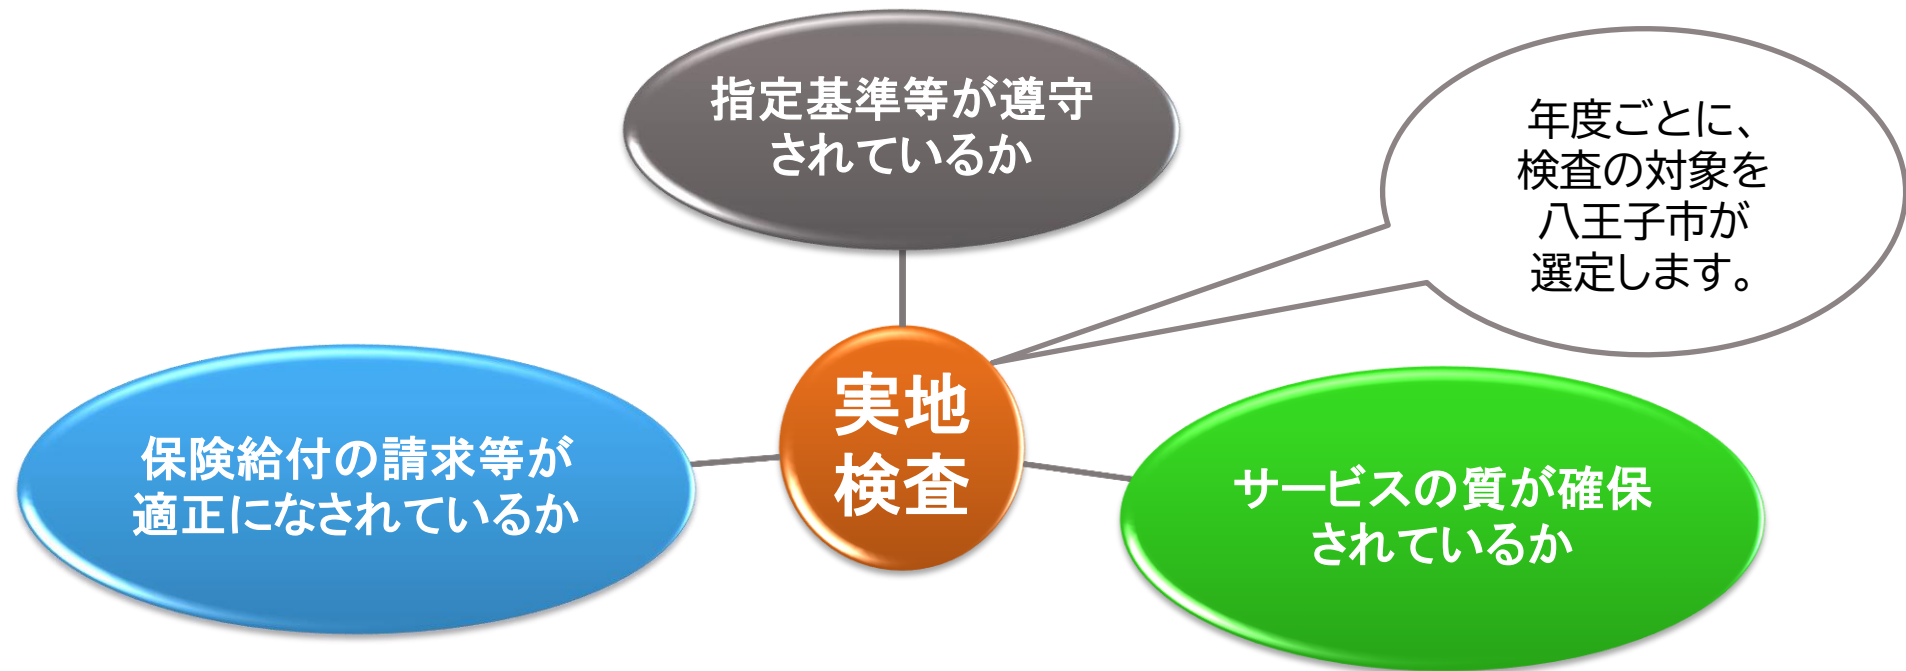 指定基準等が遵守
されているか
年度ごとに、
検査の対象を
八王子市が
選定します。
実地
検査
保険給付の請求等が
適正になされているか
サービスの質が確保
されているか